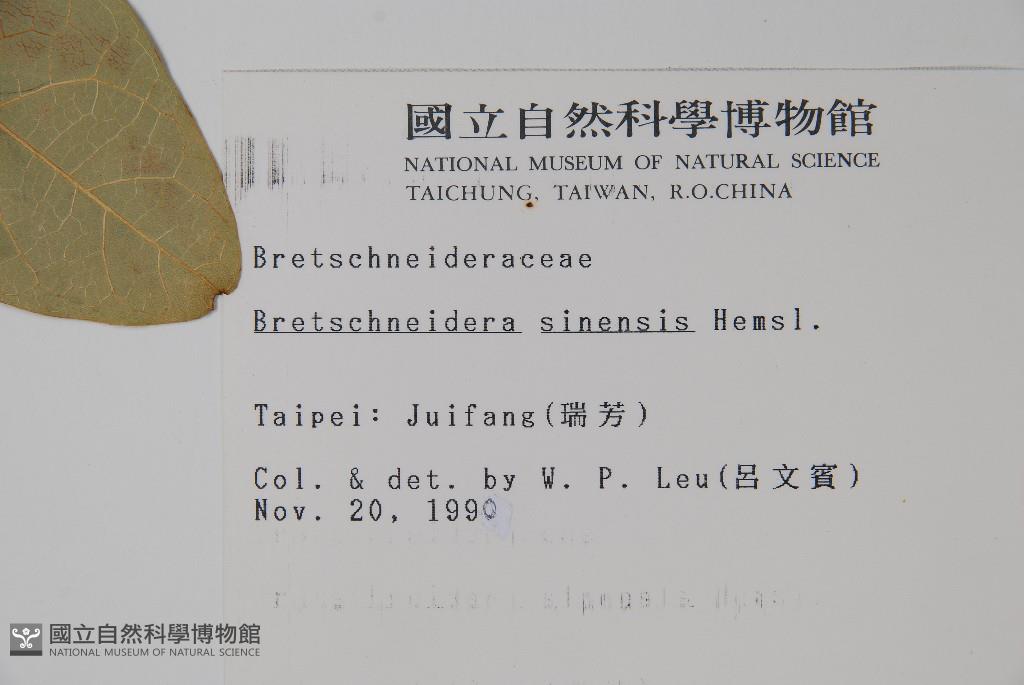 國立自然科學博物館
NATIONAL MUSEUM OF NATURAL SCIENCE
TAICHUNG, TAIWAN, R.O.CHINA
Bretschneideraceae
Bretschneidera sinensis Hemsl.
Taipei: Juifang(瑞芳)
Col. & det. by W. P. Leu(呂文賓)
Nov. 20, 1990
國立自然科學博物館
NATIONAL MUSEUM OF NATURAL SCIENCE